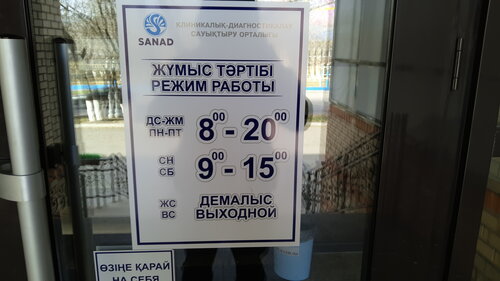 SANAD
КЛИНИКАЛЫҚ-ДИАГНОСТИКАЛЫҚ
САУЫҚТЫРУ ОРТАЛЫҒЫ
ЖҰМЫС ТӘРТІБІ
РЕЖИМ РАБОТЫ
ДС-ЖМ
ПН-ПТ
800 - 2000
СН
СБ
900 - 1500
ЖС
ВС
ДЕМАЛЫС
ВЫХОДНОЙ
ӨЗІҢЕ ҚАРАЙ
НА СЕБЯ